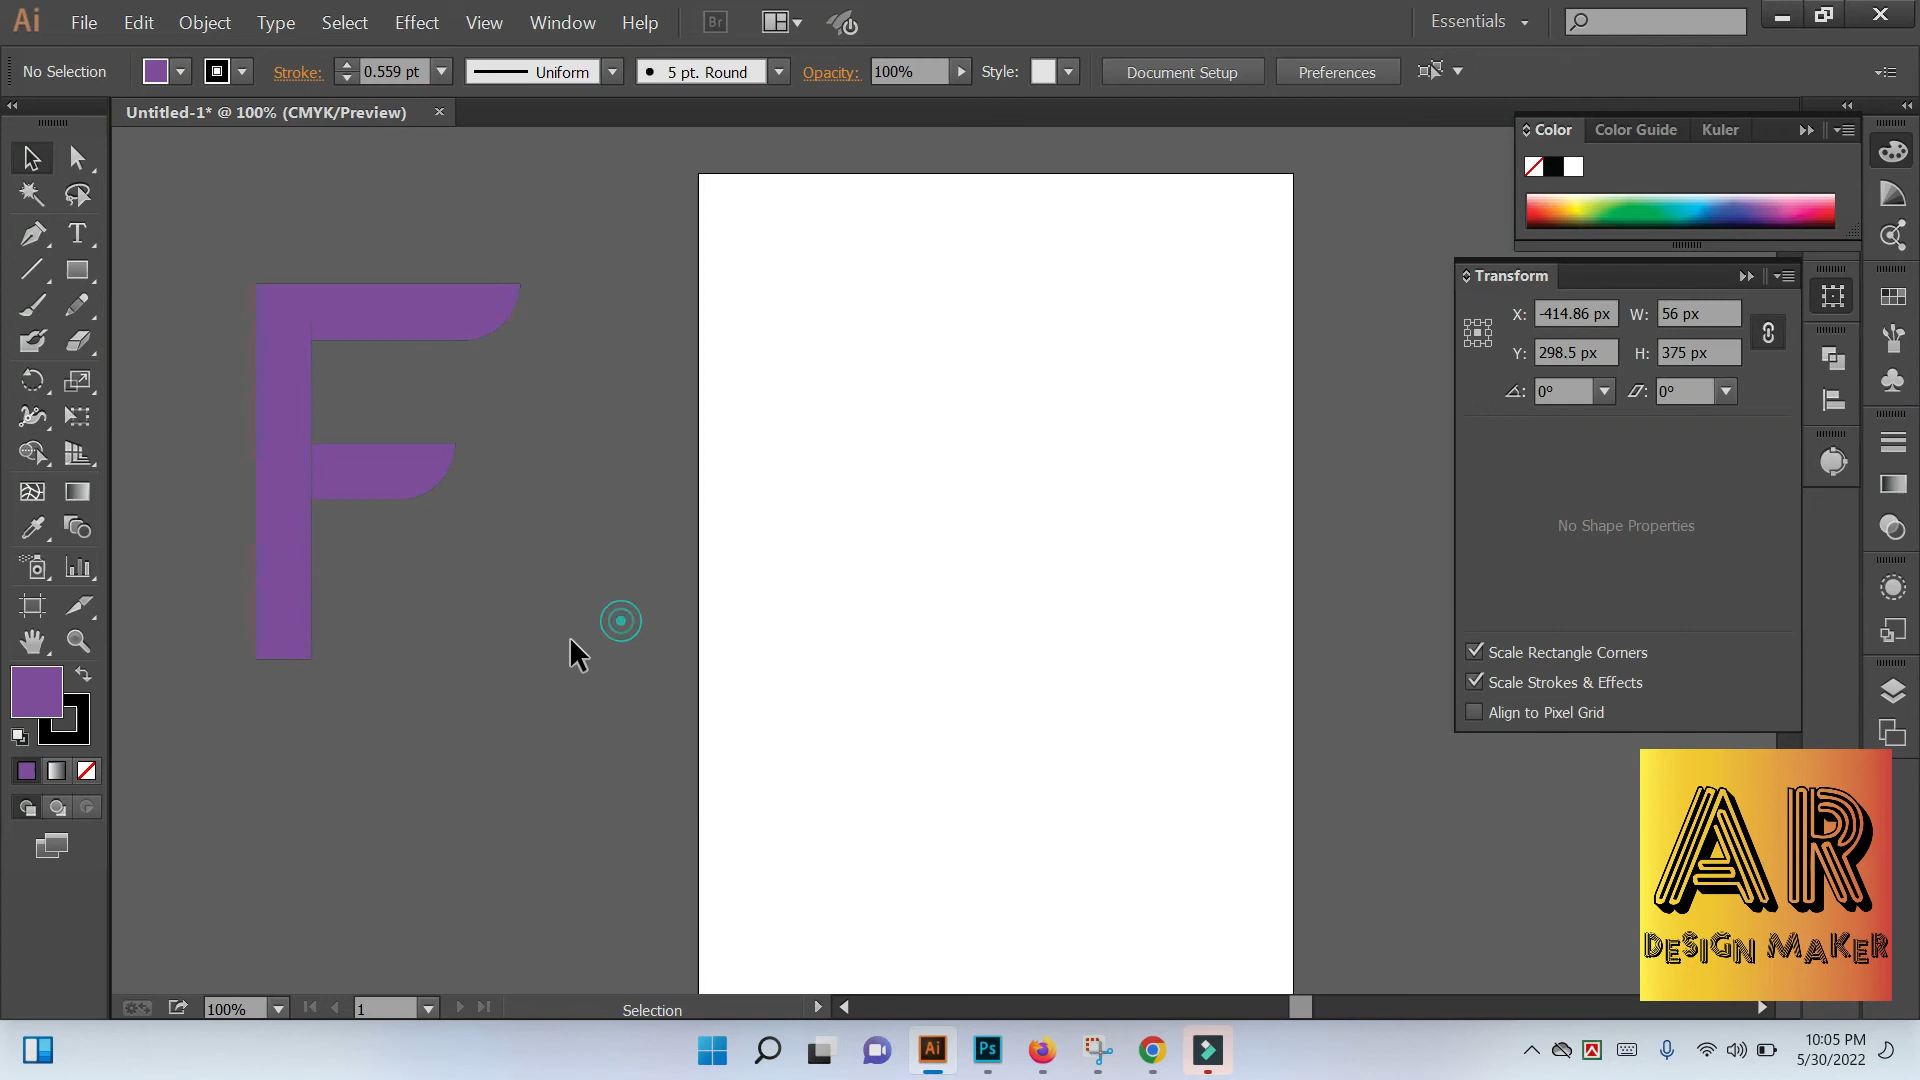 Ai File Edit Object Type Select Effect View Window Help Br Essentials
No Selection Stroke: 0.559 pt Uniform 5 pt. Round Opacity: 100% Style: Document Setup Preferences
Untitled-1* @ 100% (CMYK/Preview) ×
Color Color Guide Kuler
T
Transform
X: -414.86 px W: 56 px
Y: 298.5 px H: 375 px
0° 0°
F
No Shape Properties
Scale Rectangle Corners
Scale Strokes & Effects
Align to Pixel Grid
AR
DESIGN MAKER
100% 1 Selection
Ai Ps
10:05 PM
5/30/2022